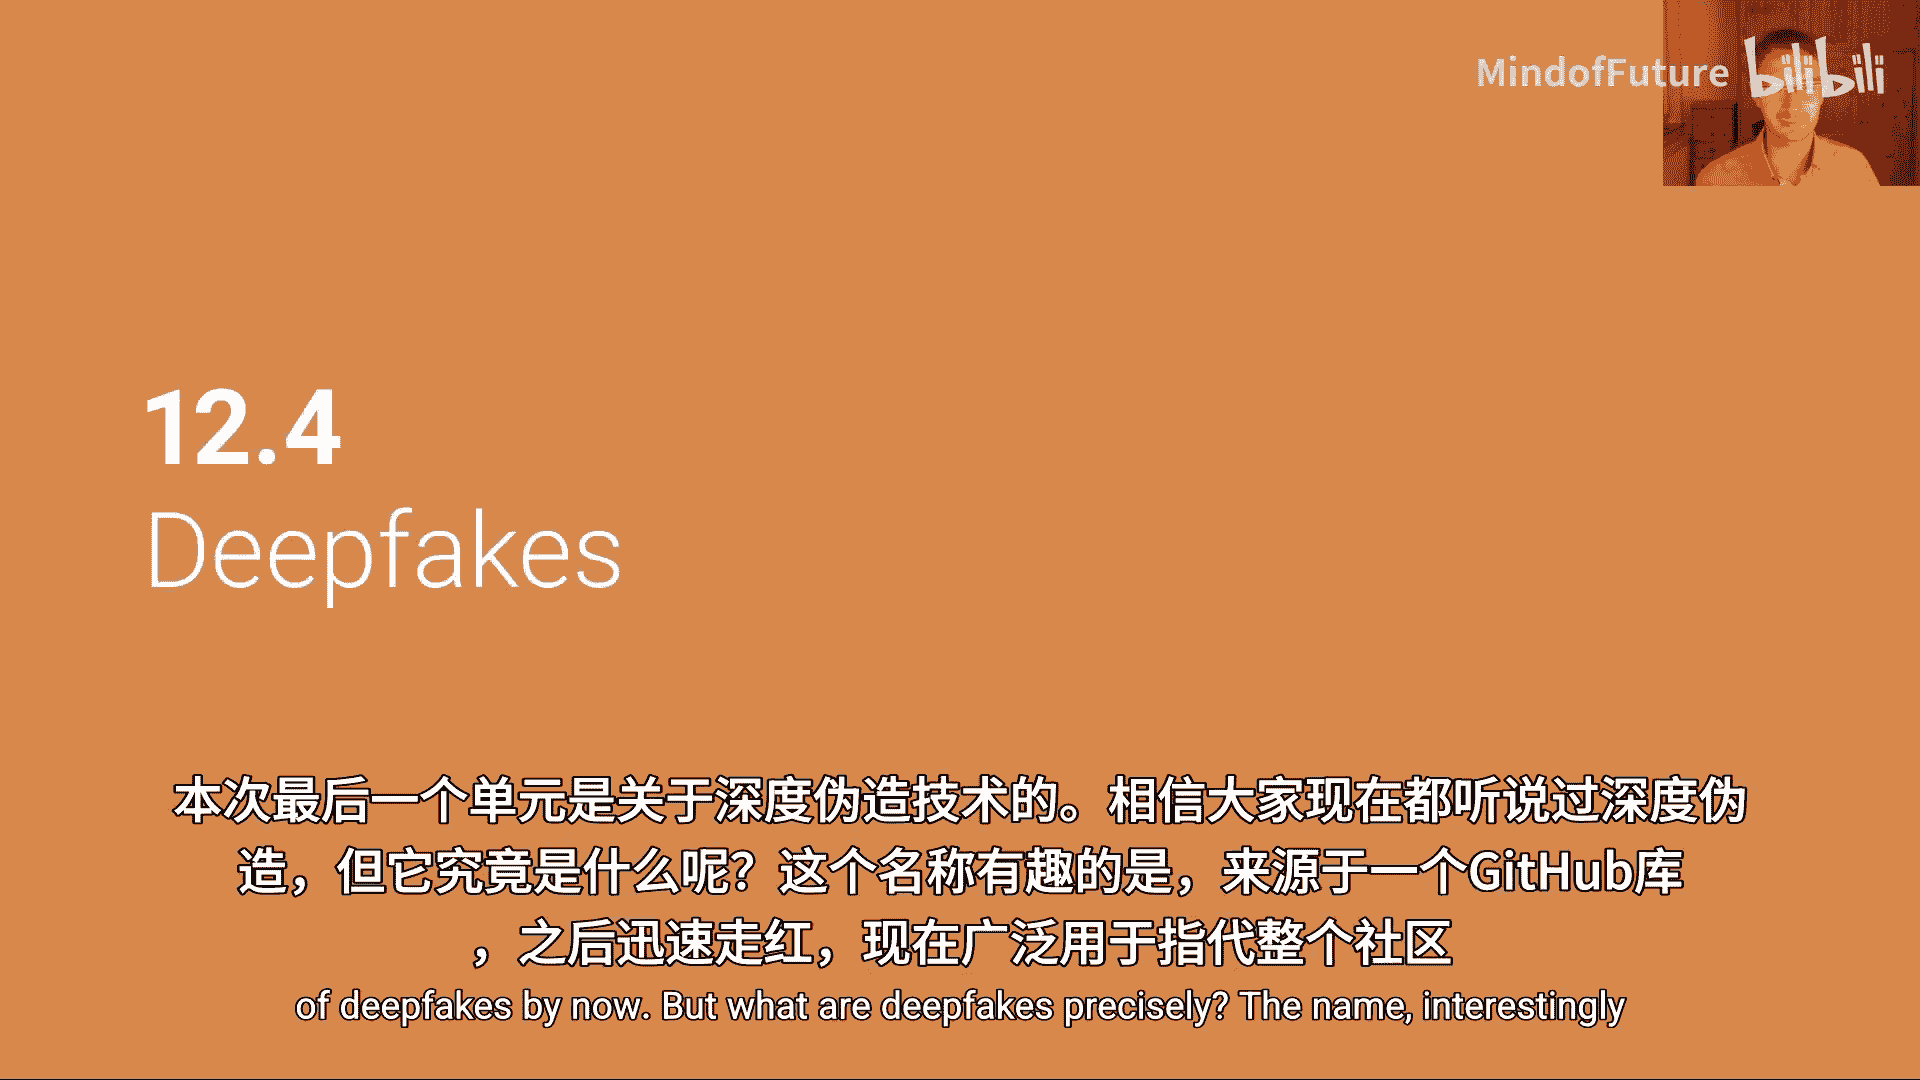 MindofFuture bilibili
12.4
Deepfakes
本次最后一个单元是关于深度伪造技术的。相信大家现在都听说过深度伪
造，但它究竟是什么呢？这个名称有趣的是，来源于一个GitHub库
，之后迅速走红，现在广泛用于指代整个社区
of deepfakes by now. But what are deepfakes precisely? The name, interestingly